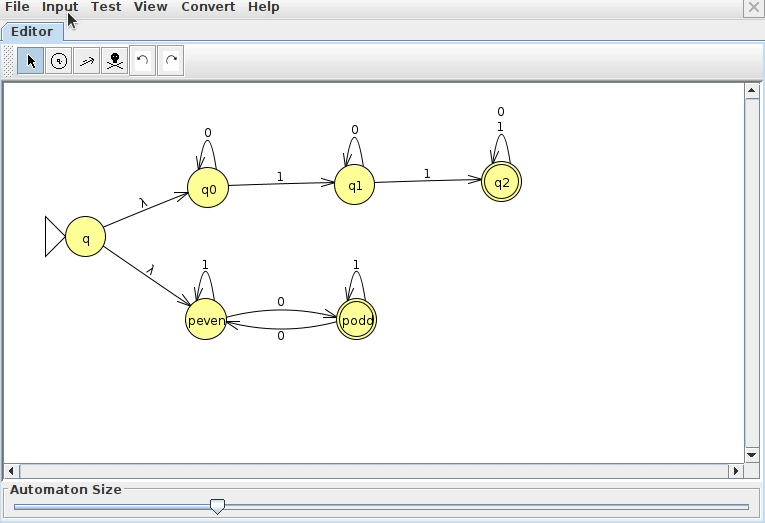 File Input Test View Convert Help
Editor
0 0 0
1
q0 1 q1 1 q2
λ
q
λ
1 1
peven 0 podd
0
Automaton Size